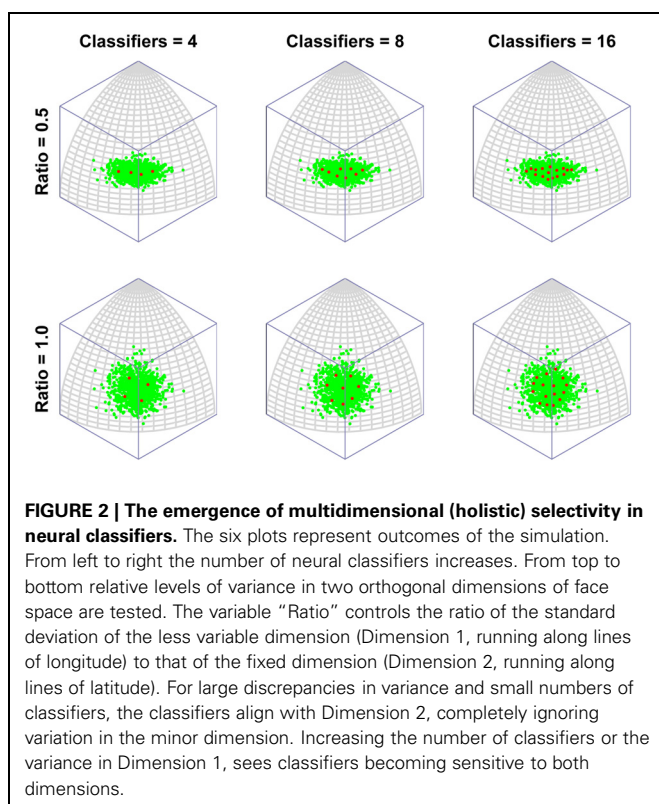 Classifiers = 4
Classifiers = 8
Classifiers = 16
Ratio = 0.5
Ratio = 1.0
FIGURE 2 | The emergence of multidimensional (holistic) selectivity in
neural classifiers. The six plots represent outcomes of the simulation.
From left to right the number of neural classifiers increases. From top to
bottom relative levels of variance in two orthogonal dimensions of face
space are tested. The variable “Ratio” controls the ratio of the standard
deviation of the less variable dimension (Dimension 1, running along lines
of longitude) to that of the fixed dimension (Dimension 2, running along
lines of latitude). For large discrepancies in variance and small numbers of
classifiers, the classifiers align with Dimension 2, completely ignoring
variation in the minor dimension. Increasing the number of classifiers or the
variance in Dimension 1, sees classifiers becoming sensitive to both
dimensions.